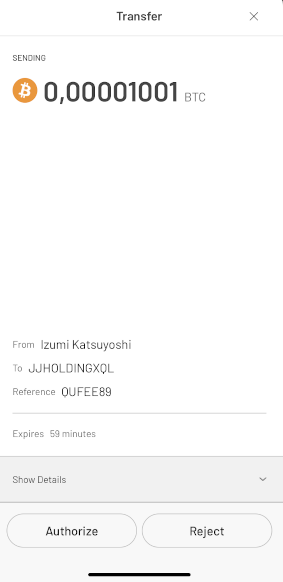 Transfer
SENDING
0,00001001 BTC
From Izumi Katsuyoshi
To JJHOLDINGXQL
Reference QUFEE89
Expires 59 minutes
Show Details
Authorize Reject